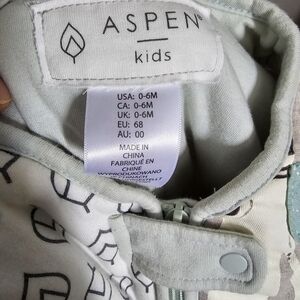 ASPEN
kids
USA: 0-6M
CA: 0-6M
UK: 0-6M
EU: 68
AU: 00
MADE IN
CHINA
FABRIQUÉ EN
CHINE
WYPRODUKOWANO